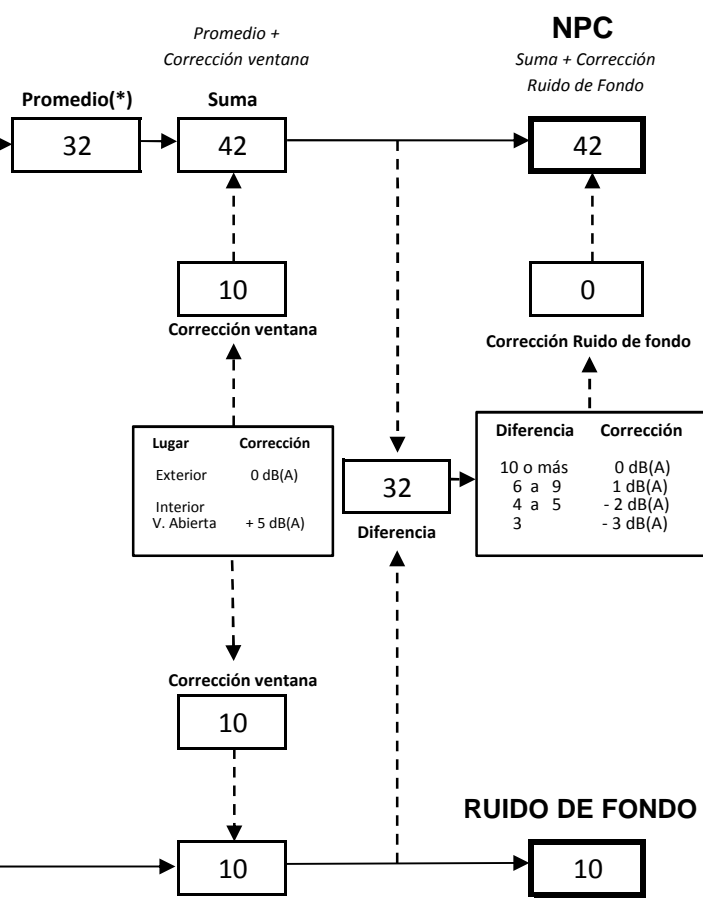 NPC
Promedio +
Corrección ventana
Suma + Corrección
Ruido de Fondo
Promedio(*)
Suma
32
42
42
10
0
Corrección ventana
Corrección Ruido de fondo
Lugar Corrección
Exterior 0 dB(A)
Interior
V. Abierta + 5 dB(A)
32
Diferencia
Diferencia Corrección
10 o más 0 dB(A)
6 a 9 1 dB(A)
4 a 5 - 2 dB(A)
3 - 3 dB(A)
Corrección ventana
10
RUIDO DE FONDO
10
10